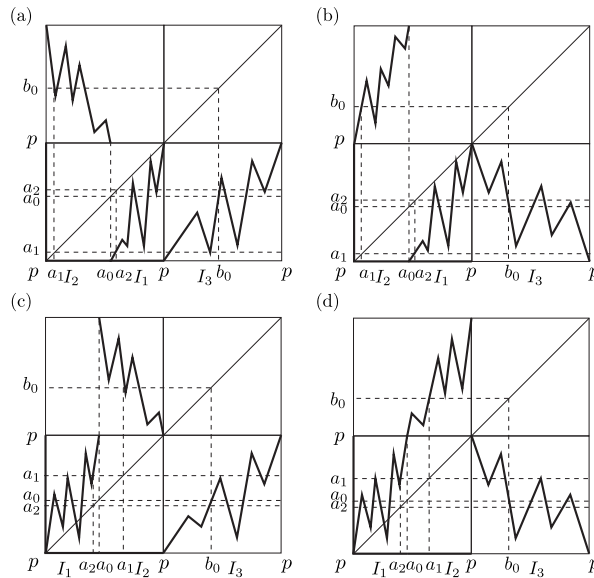 (a)
b₀
p
a₂
a₀
a₁
p a₁ I₂ a₀ a₂ I₁ p I₃ b₀ p
(b)
b₀
p
a₂
a₀
a₁
p a₁ I₂ a₀ a₂ I₁ p b₀ I₃ p
(c)
b₀
p
a₁
a₀
a₂
p I₁ a₂ a₀ a₁ I₂ p b₀ I₃ p
(d)
b₀
p
a₁
a₀
a₂
p I₁ a₂ a₀ a₁ I₂ p b₀ I₃ p